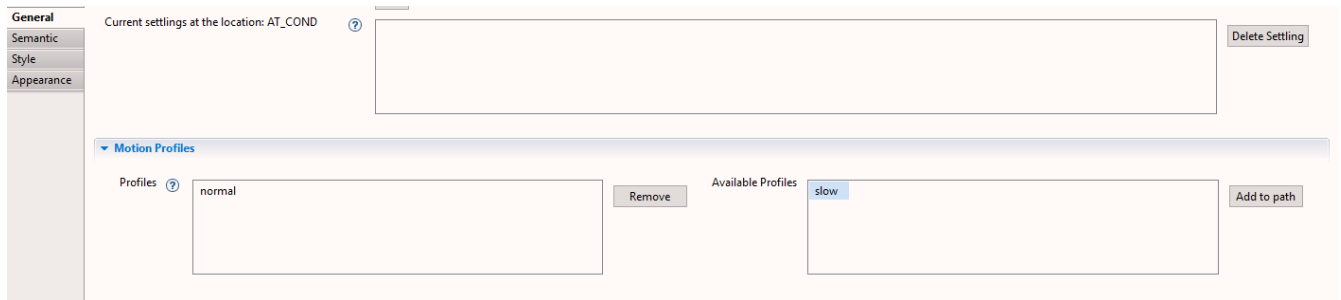 General
Semantic
Style
Appearance
Current settlings at the location: AT_COND ?
Delete Settling
Motion Profiles
Profiles ?
normal
Remove
Available Profiles
slow
Add to path